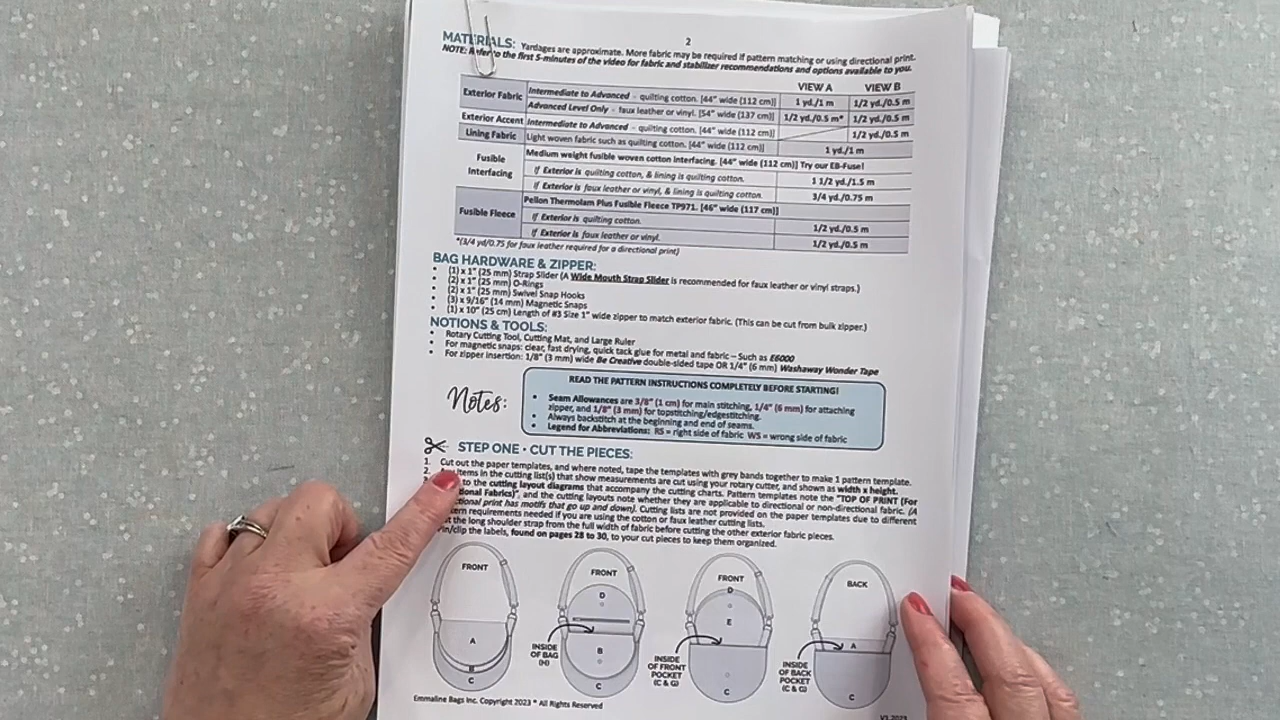 2
MATERIALS: Yardages are approximate. More fabric may be required if pattern matching or using directional print.
NOTE: Refer to the first 5-minutes of the video for fabric and stabilizer recommendations and options available to you.
VIEW A VIEW B
Exterior Fabric Intermediate to Advanced - quilting cotton. [44" wide (112 cm)] 1 yd./1 m 1/2 yd./0.5 m
Advanced Level Only - faux leather or vinyl. [54" wide (137 cm)] 1/2 yd./0.5 m* 1/2 yd./0.5 m
Exterior Accent Intermediate to Advanced - quilting cotton. [44" wide (112 cm)] 1/2 yd./0.5 m
Lining Fabric Light woven fabric such as quilting cotton. [44" wide (112 cm)] 1 yd./1 m
Fusible Interfacing Medium weight fusible woven cotton interfacing. [44" wide (112 cm)] Try our EB-Fuse!
If Exterior is quilting cotton, & lining is quilting cotton. 1 1/2 yd./1.5 m
If Exterior is faux leather or vinyl, & lining is quilting cotton. 3/4 yd./0.75 m
Fusible Fleece Pellon Thermolam Plus Fusible Fleece TP971. [46" wide (117 cm)]
If Exterior is quilting cotton. 1/2 yd./0.5 m
If Exterior is faux leather or vinyl. 1/2 yd./0.5 m
*(3/4 yd/0.75 for faux leather required for a directional print)
BAG HARDWARE & ZIPPER:
• (1) x 1" (25 mm) Strap Slider (A Wide Mouth Strap Slider is recommended for faux leather or vinyl straps.)
• (2) x 1" (25 mm) O-Rings
• (2) x 1" (25 mm) Swivel Snap Hooks
• (3) x 9/16" (14 mm) Magnetic Snaps
• (1) x 10" (25 cm) Length of #3 Size 1" wide zipper to match exterior fabric. (This can be cut from bulk zipper.)
NOTIONS & TOOLS:
• Rotary Cutting Tool, Cutting Mat, and Large Ruler
• For magnetic snaps: clear, fast drying, quick tack glue for metal and fabric – Such as E6000
• For zipper insertion: 1/8" (3 mm) wide Be Creative double-sided tape OR 1/4" (6 mm) Washaway Wonder Tape
Notes:
READ THE PATTERN INSTRUCTIONS COMPLETELY BEFORE STARTING!
• Seam Allowances are 3/8" (1 cm) for main stitching, 1/4" (6 mm) for attaching
zipper, and 1/8" (3 mm) for topstitching/edgestitching.
• Always backstitch at the beginning and end of seams.
• Legend for Abbreviations: RS = right side of fabric WS = wrong side of fabric
STEP ONE • CUT THE PIECES:
1. Cut out the paper templates, and where noted, tape the templates with grey bands together to make 1 pattern template.
2. items in the cutting list(s) that show measurements are cut using your rotary cutter, and shown as width x height.
to the cutting layout diagrams that accompany the cutting charts. Pattern templates note the "TOP OF PRINT (For
Fabrics)", and the cutting layouts note whether they are applicable to directional or non-directional fabric. (A
print has motifs that go up and down). Cutting lists are not provided on the paper templates due to different
requirements needed if you are using the cotton or faux leather cutting lists.
the long shoulder strap from the full width of fabric before cutting the other exterior fabric pieces.
the labels, found on pages 28 to 30, to your cut pieces to keep them organized.
FRONT
A
B
C
FRONT
D
B
C
INSIDE
OF BAG
(H)
FRONT
D
E
C
INSIDE
OF FRONT
POCKET
(C & G)
BACK
A
C
INSIDE
OF BACK
POCKET
(C & G)
Emmaline Bags Inc. Copyright 2023 * All Rights Reserved
V1.2023